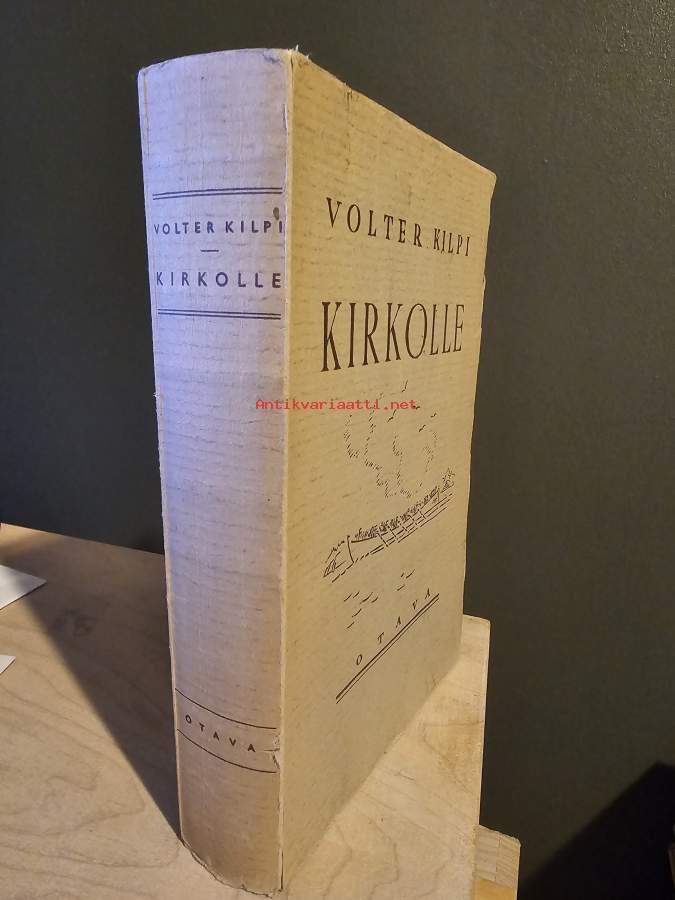 VOLTER KILPI
KIRKOLLE
OTAVA
VOLTER KILPI
KIRKOLLE
OTAVA
Antikvariaatti.net